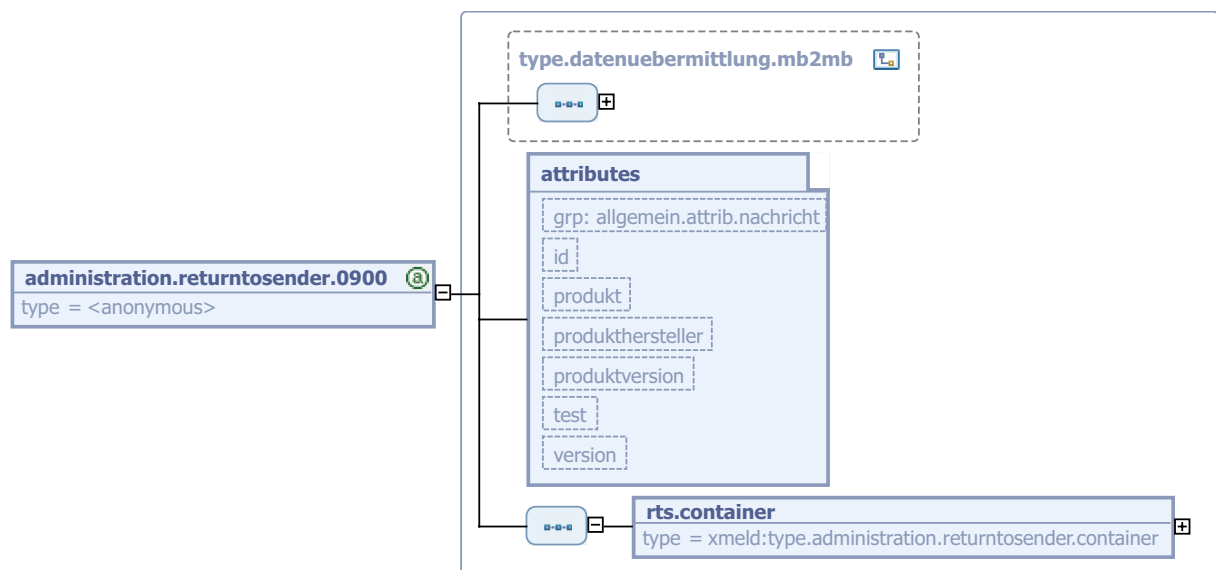 type.datenuebermittlung.mb2mb
attributes
grp: allgemein.attrib.nachricht
id
produkt
produkthersteller
produktversion
test
version
administration.returntosender.0900 @
type = <anonymous>
rts.container
type = xmeld:type.administration.returntosender.container